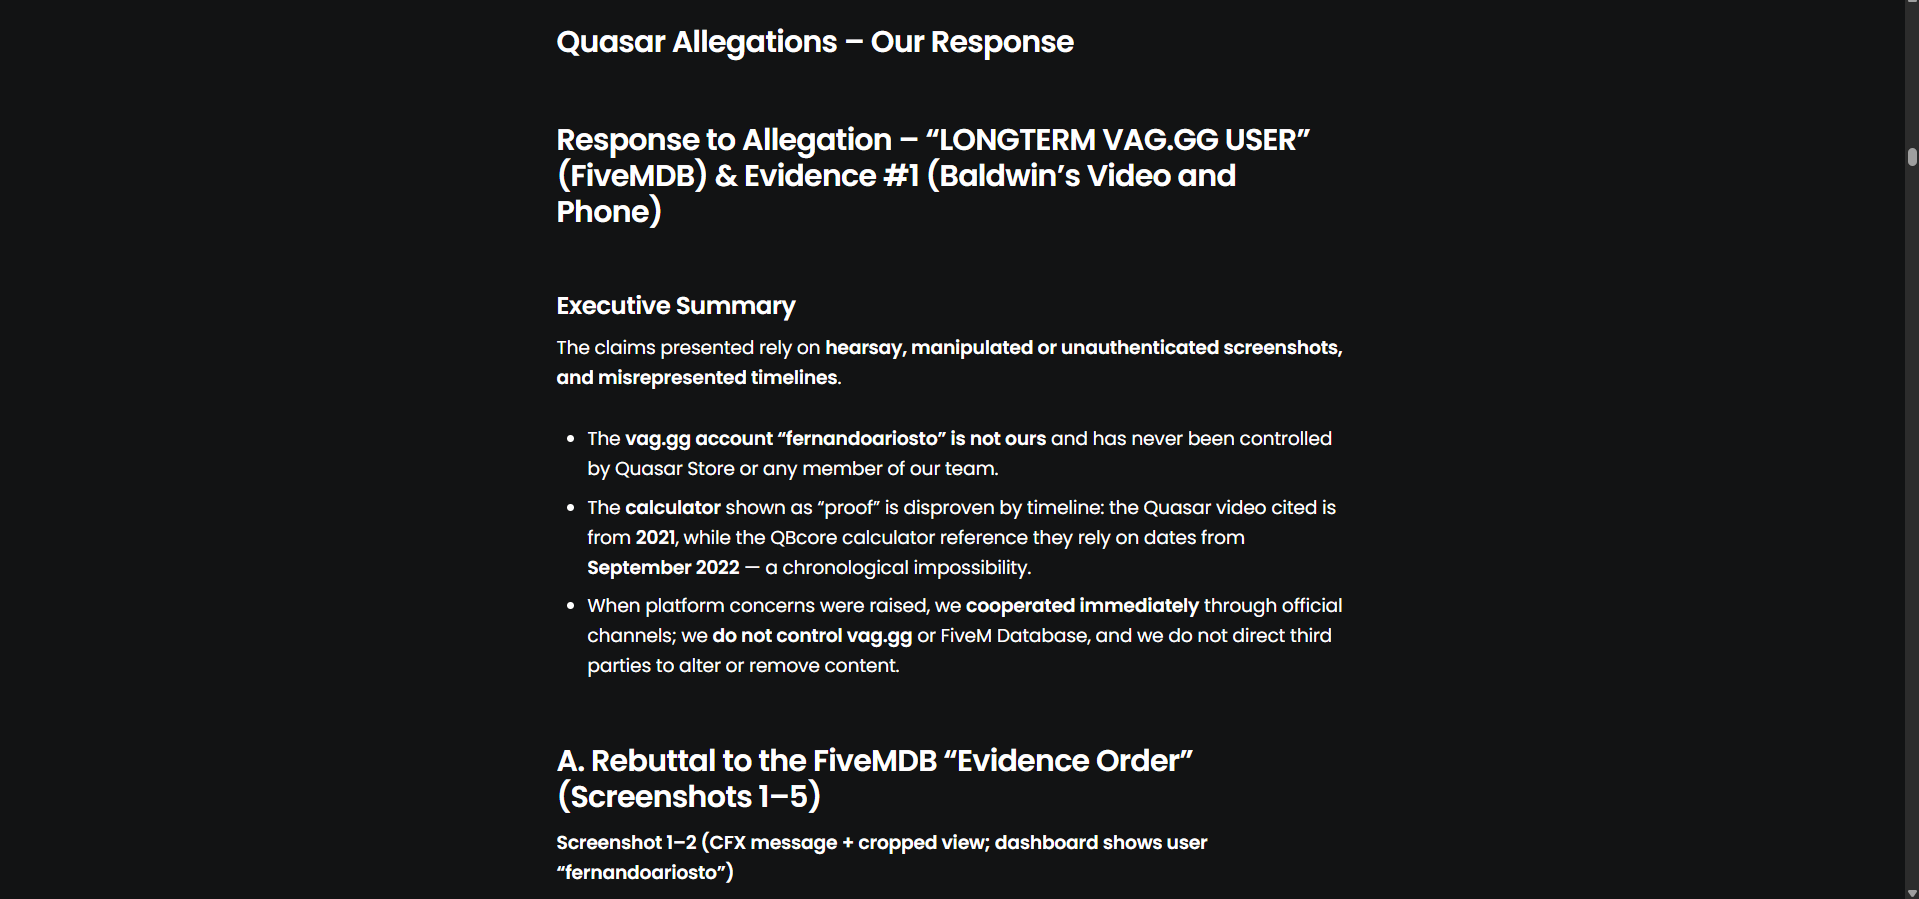 Quasar Allegations – Our Response
Response to Allegation – “LONGTERM VAG.GG USER”
(FiveMDB) & Evidence #1 (Baldwin’s Video and
Phone)
Executive Summary
The claims presented rely on hearsay, manipulated or unauthenticated screenshots,
and misrepresented timelines.
• The vag.gg account “fernandoariosto” is not ours and has never been controlled
by Quasar Store or any member of our team.
• The calculator shown as “proof” is disproven by timeline: the Quasar video cited is
from 2021, while the QBcore calculator reference they rely on dates from
September 2022 — a chronological impossibility.
• When platform concerns were raised, we cooperated immediately through official
channels; we do not control vag.gg or FiveM Database, and we do not direct third
parties to alter or remove content.
A. Rebuttal to the FiveMDB “Evidence Order”
(Screenshots 1–5)
Screenshot 1–2 (CFX message + cropped view; dashboard shows user
“fernandoariosto”)